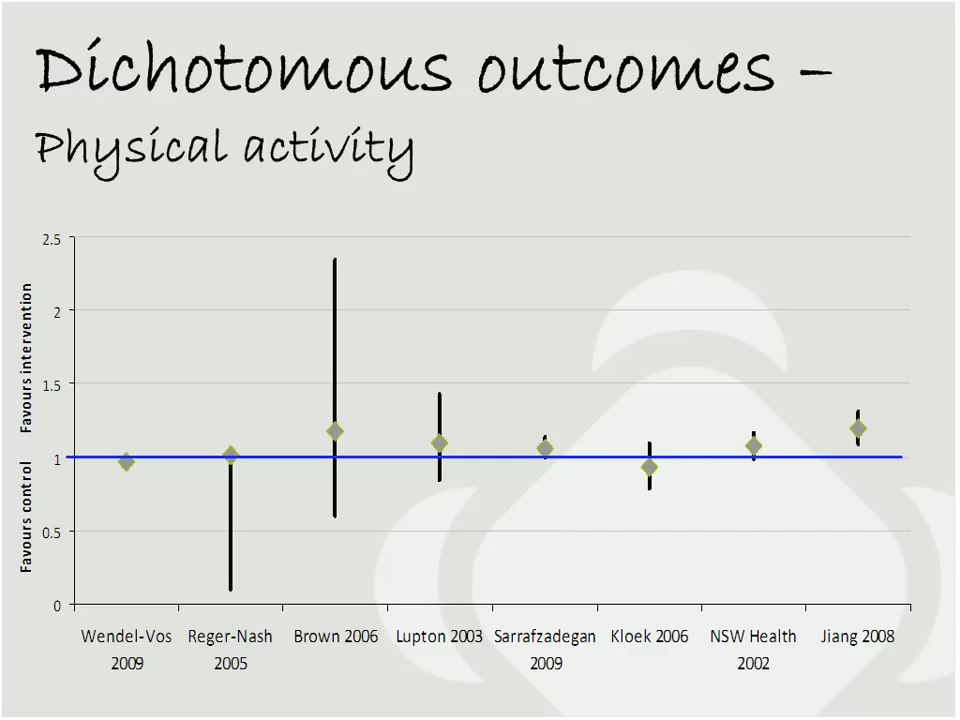 Dichotomous outcomes –
Physical activity
Favours intervention
Favours control
2.5
2
1.5
1
0.5
0
Wendel-Vos 2009
Reger-Nash 2005
Brown 2006
Lupton 2003
Sarrafzadegan 2009
Kloek 2006
NSW Health 2002
Jiang 2008